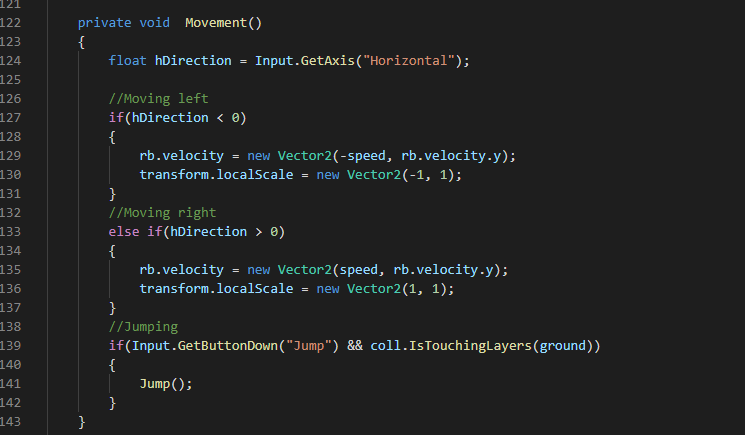 121
122 private void  Movement()
123 {
124     float hDirection = Input.GetAxis("Horizontal");
125
126     //Moving left
127     if(hDirection < 0)
128     {
129         rb.velocity = new Vector2(-speed, rb.velocity.y);
130         transform.localScale = new Vector2(-1, 1);
131     }
132     //Moving right
133     else if(hDirection > 0)
134     {
135         rb.velocity = new Vector2(speed, rb.velocity.y);
136         transform.localScale = new Vector2(1, 1);
137     }
138     //Jumping
139     if(Input.GetButtonDown("Jump") && coll.IsTouchingLayers(ground))
140     {
141         Jump();
142     }
143 }